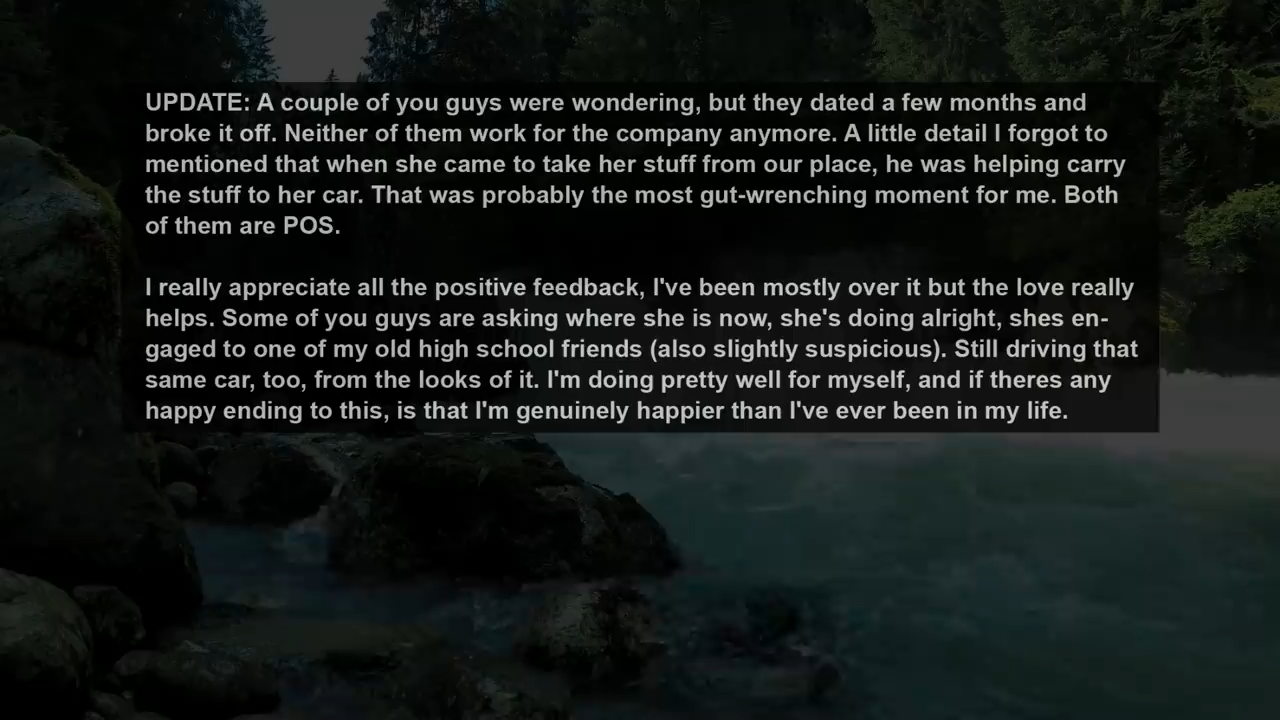 UPDATE: A couple of you guys were wondering, but they dated a few months and
broke it off. Neither of them work for the company anymore. A little detail I forgot to
mentioned that when she came to take her stuff from our place, he was helping carry
the stuff to her car. That was probably the most gut-wrenching moment for me. Both
of them are POS.
I really appreciate all the positive feedback, I've been mostly over it but the love really
helps. Some of you guys are asking where she is now, she's doing alright, shes en-
gaged to one of my old high school friends (also slightly suspicious). Still driving that
same car, too, from the looks of it. I'm doing pretty well for myself, and if theres any
happy ending to this, is that I'm genuinely happier than I've ever been in my life.